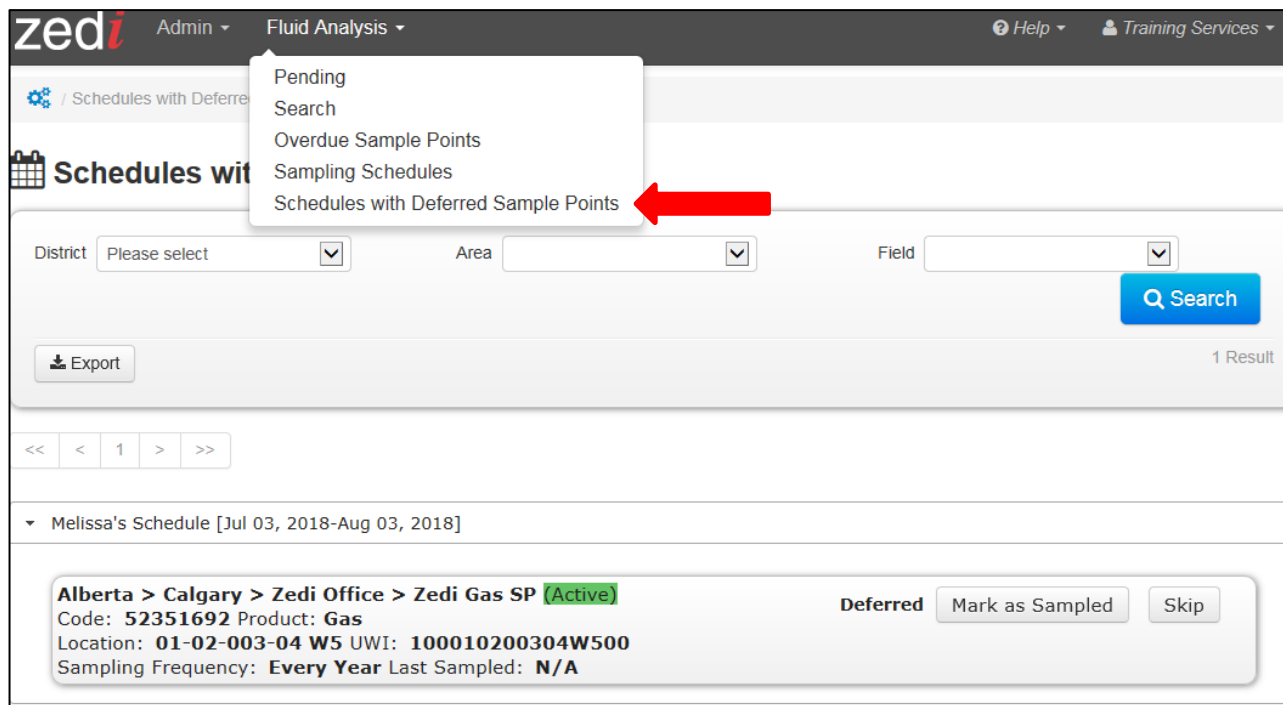 zedi Admin Fluid Analysis Help Training Services
Pending
/ Schedules with Deferre
Search
Overdue Sample Points
Sampling Schedules
Schedules wit
Schedules with Deferred Sample Points
District Please select Area Field
Search
Export
1 Result
<< < 1 > >>
Melissa's Schedule [Jul 03, 2018-Aug 03, 2018]
Alberta > Calgary > Zedi Office > Zedi Gas SP (Active)
Deferred Mark as Sampled Skip
Code: 52351692 Product: Gas
Location: 01-02-003-04 W5 UWI: 100010200304W500
Sampling Frequency: Every Year Last Sampled: N/A